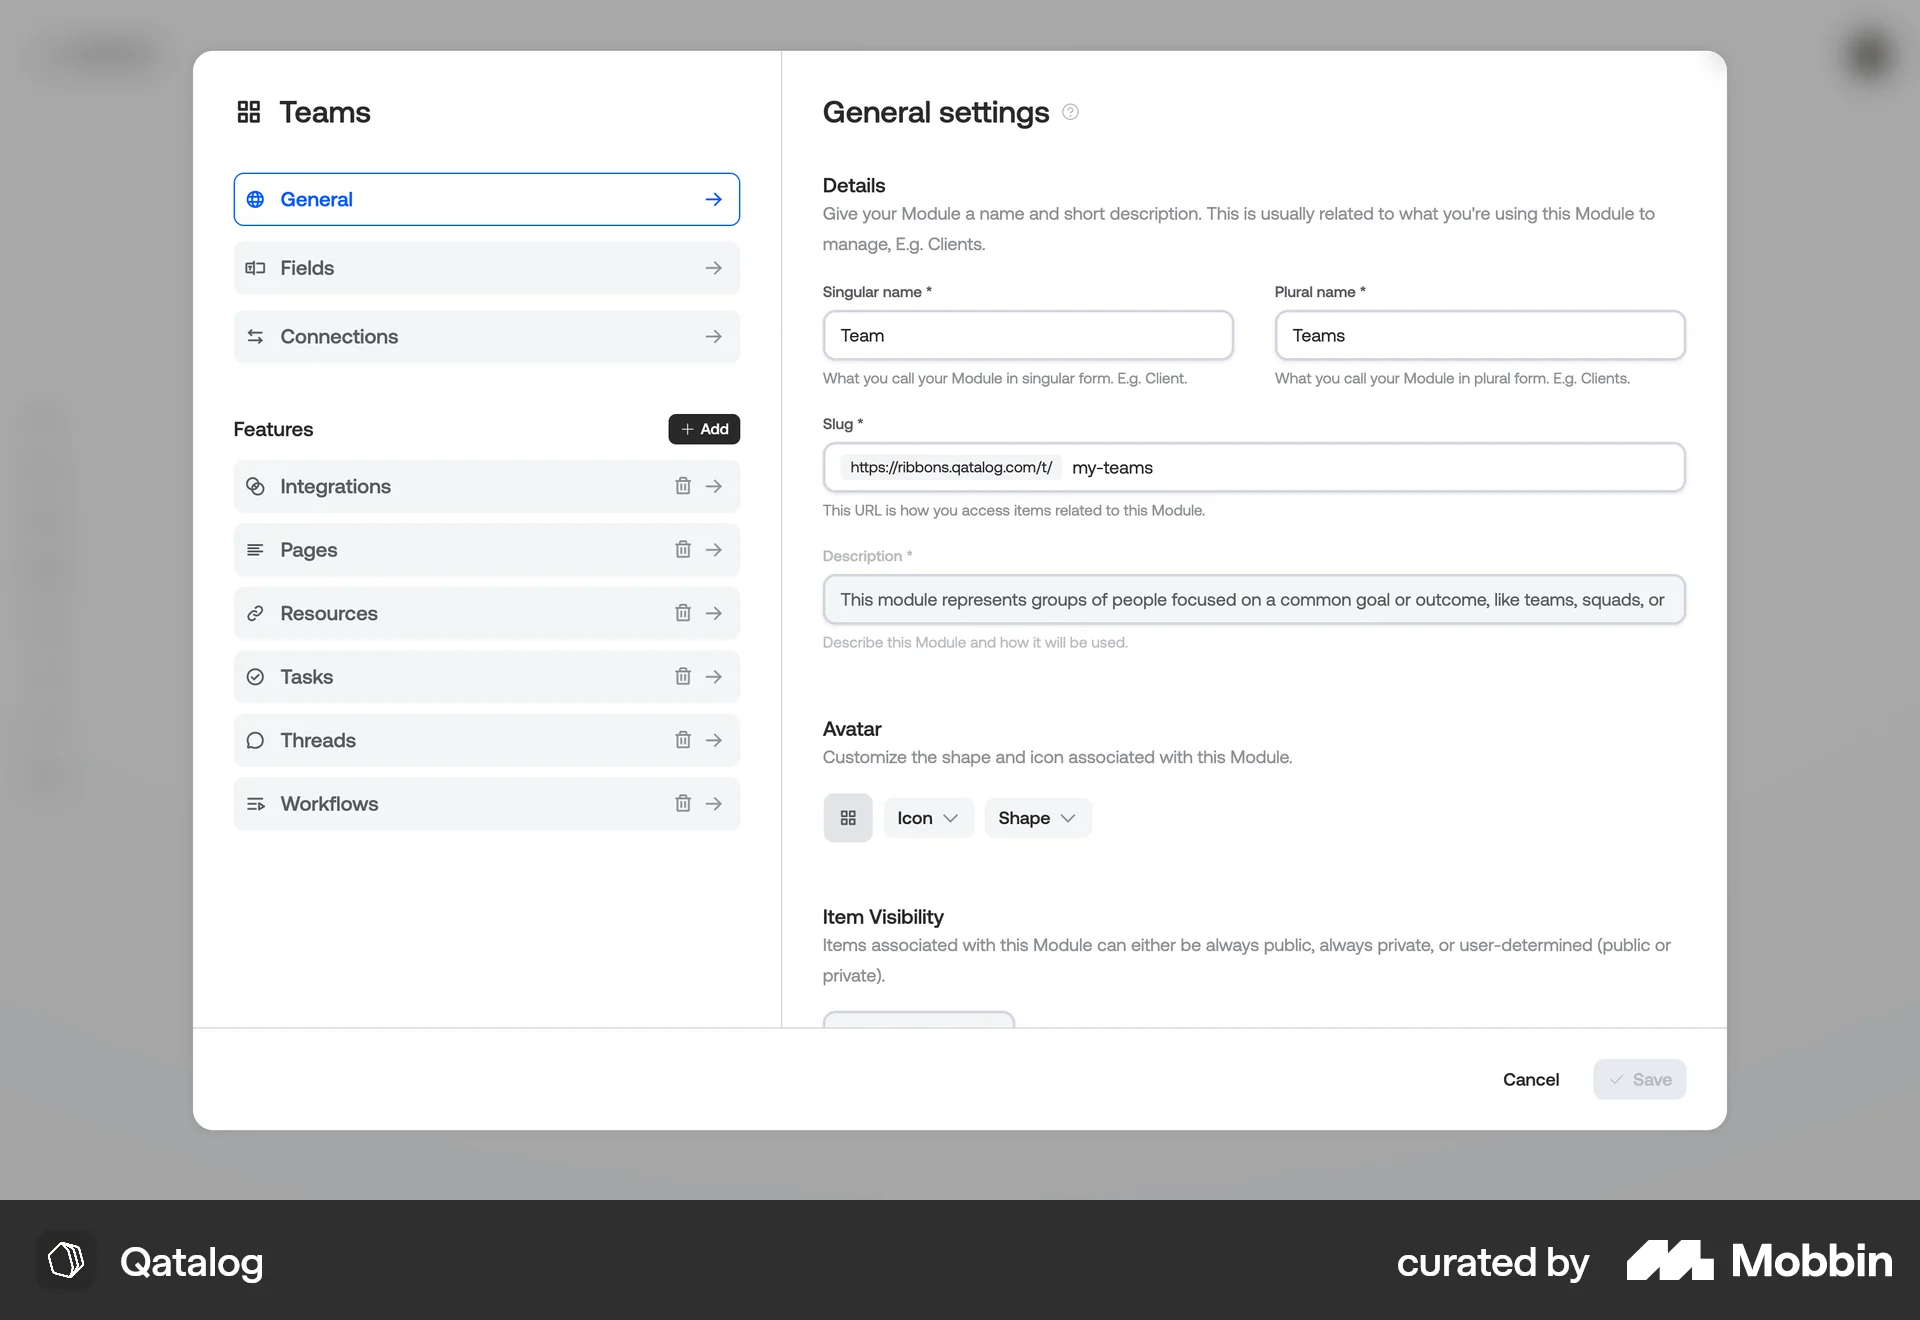 Teams
General
Fields
Connections
Features
+ Add
Integrations
Pages
Resources
Tasks
Threads
Workflows
General settings
Details
Give your Module a name and short description. This is usually related to what you're using this Module to
manage, E.g. Clients.
Singular name *
Plural name *
Team
Teams
What you call your Module in singular form. E.g. Client.
What you call your Module in plural form. E.g. Clients.
Slug *
https://ribbons.qatalog.com/t/ my-teams
This URL is how you access items related to this Module.
Description *
This module represents groups of people focused on a common goal or outcome, like teams, squads, or
Describe this Module and how it will be used.
Avatar
Customize the shape and icon associated with this Module.
Icon
Shape
Item Visibility
Items associated with this Module can either be always public, always private, or user-determined (public or
private).
Cancel
Save
Qatalog
curated by Mobbin